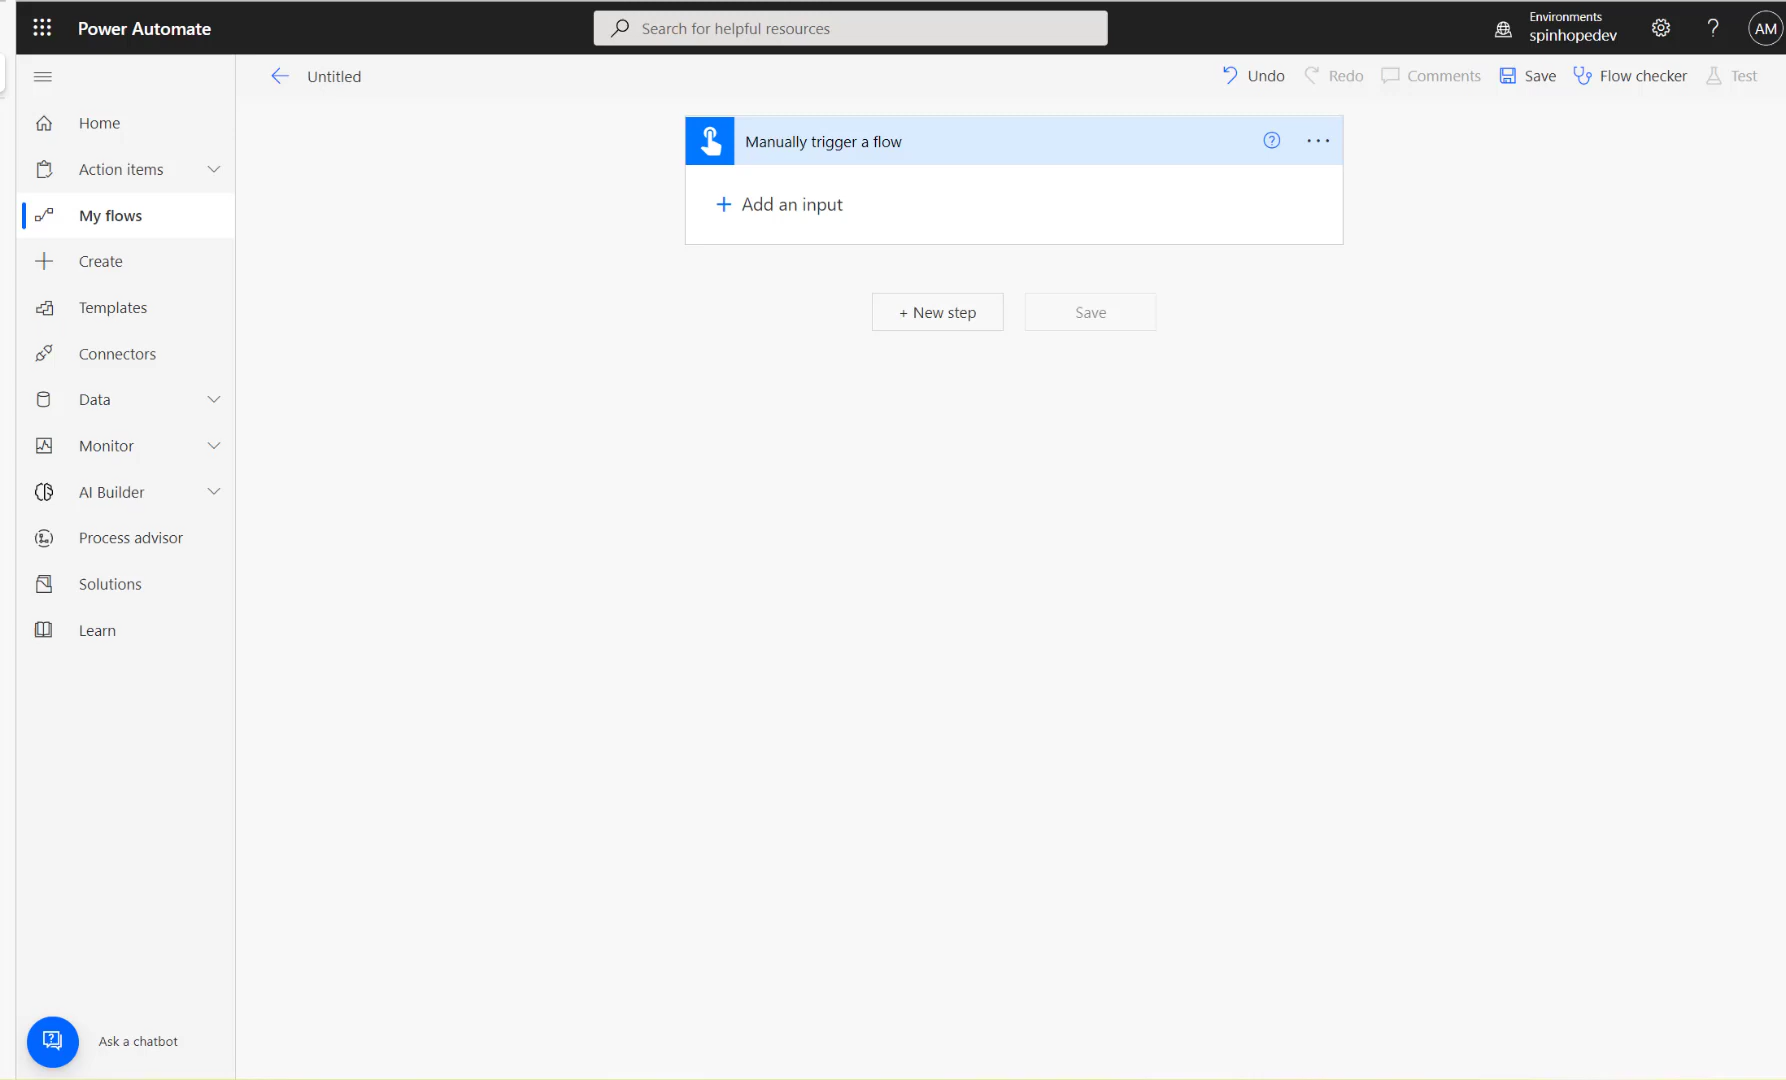 Power Automate
Search for helpful resources
Environments
spinhopedev
?
AM
Untitled
Undo
Redo
Comments
Save
Flow checker
Test
Home
Action items
My flows
Create
Templates
Connectors
Data
Monitor
AI Builder
Process advisor
Solutions
Learn
Manually trigger a flow
?
...
+ Add an input
+ New step
Save
?
Ask a chatbot